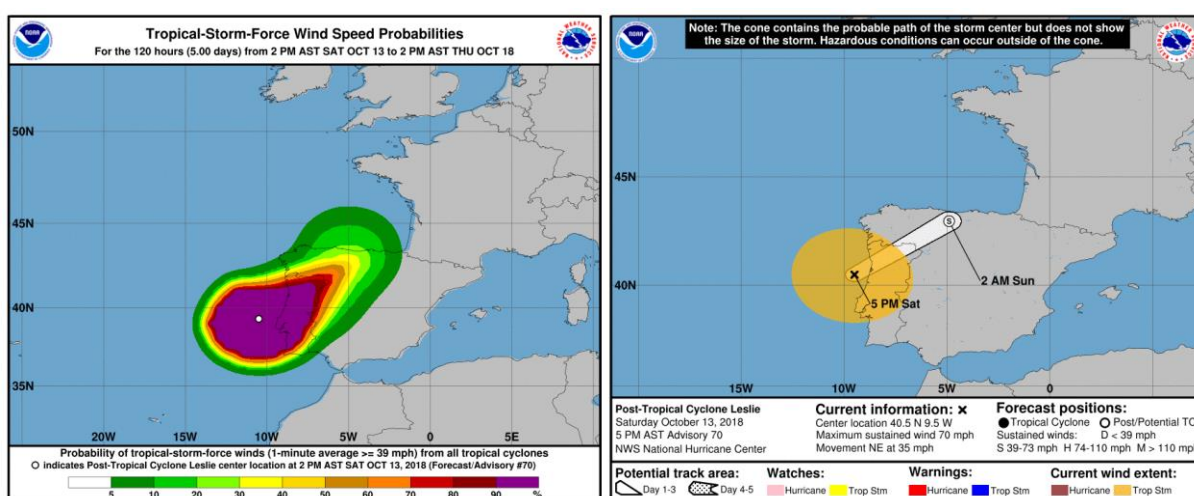 Tropical-Storm-Force Wind Speed Probabilities
For the 120 hours (5.00 days) from 2 PM AST SAT OCT 13 to 2 PM AST THU OCT 18
NOAA
50N
45N
40N
35N
20W
15W
10W
5W
0
5E
Probability of tropical-storm-force winds (1-minute average >= 39 mph) from all tropical cyclones
indicates Post-Tropical Cyclone Leslie center location at 2 PM AST SAT OCT 13, 2018 (Forecast/Advisory #70)
5 10 20 30 40 50 60 70 80 90 %
Note: The cone contains the probable path of the storm center but does not show
the size of the storm. Hazardous conditions can occur outside of the cone.
NOAA
45N
40N
S
2 AM Sun
5 PM Sat
15W
10W
5W
0
Post-Tropical Cyclone Leslie
Saturday October 13, 2018
5 PM AST Advisory 70
NWS National Hurricane Center
Current information: x
Center location 40.5 N 9.5 W
Maximum sustained wind 70 mph
Movement NE at 35 mph
Forecast positions:
Tropical Cyclone Post/Potential TC
Sustained winds: D < 39 mph
S 39-73 mph H 74-110 mph M > 110 mph
Potential track area:
Day 1-3 Day 4-5
Watches:
Hurricane Trop Stm
Warnings:
Hurricane Trop Stm
Current wind extent:
Hurricane Trop Stm